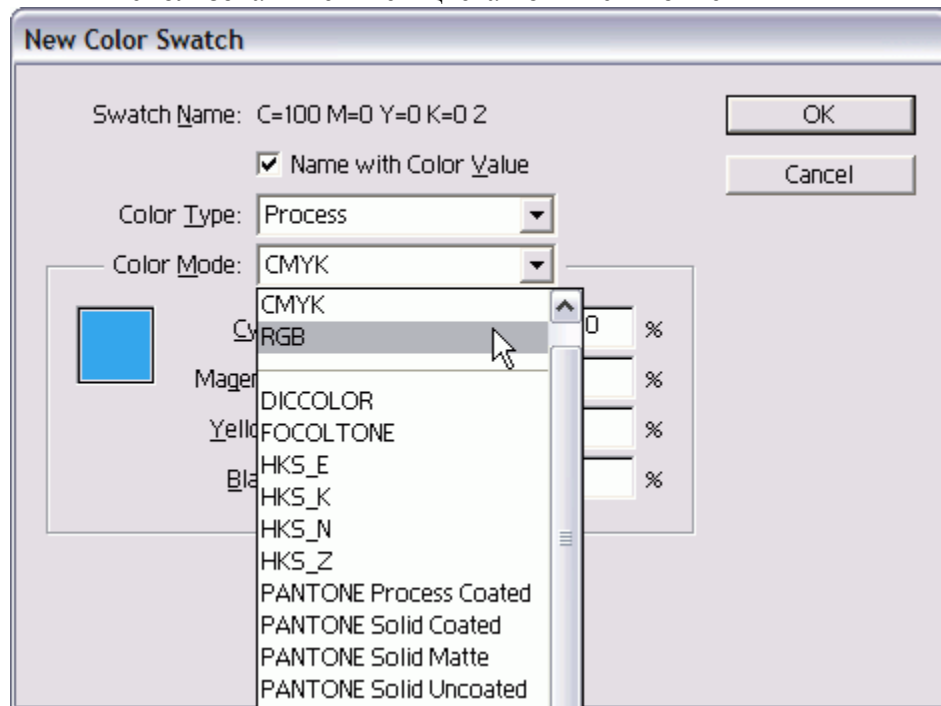 New Color Swatch
Swatch Name: C=100 M=0 Y=0 K=0 2
OK
Name with Color Value
Cancel
Color Type: Process
Color Mode: CMYK
CMYK
RGB
0 %
%
DICCOLOR
FOCOLTONE
%
HKS_E
%
HKS_K
HKS_N
HKS_Z
PANTONE Process Coated
PANTONE Solid Coated
PANTONE Solid Matte
PANTONE Solid Uncoated